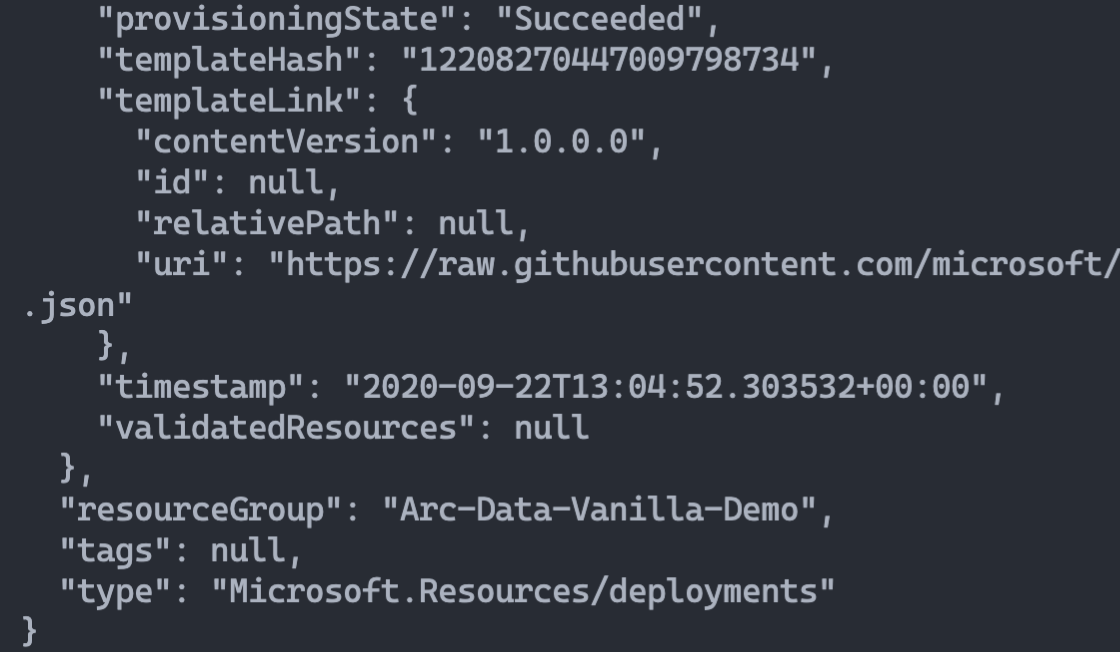 "provisioningState": "Succeeded",
    "templateHash": "12208270447009798734",
    "templateLink": {
      "contentVersion": "1.0.0.0",
      "id": null,
      "relativePath": null,
      "uri": "https://raw.githubusercontent.com/microsoft/
.json"
    },
    "timestamp": "2020-09-22T13:04:52.303532+00:00",
    "validatedResources": null
  },
  "resourceGroup": "Arc-Data-Vanilla-Demo",
  "tags": null,
  "type": "Microsoft.Resources/deployments"
}